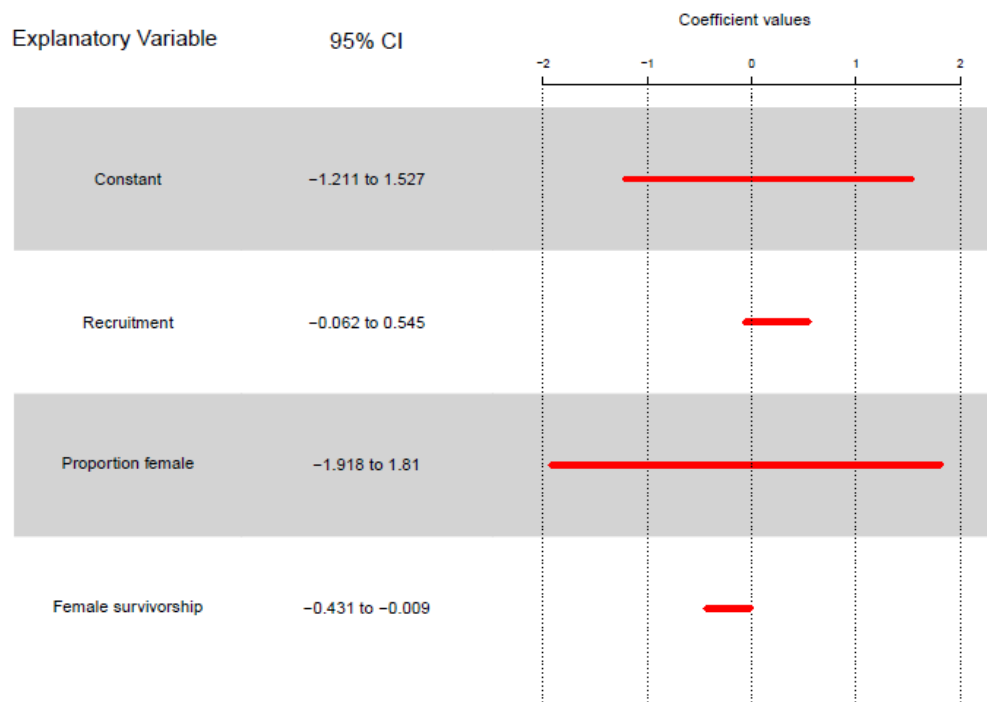 Coefficient values
Explanatory Variable 95% CI
−2 −1 0 1 2
Constant −1.211 to 1.527
Recruitment −0.062 to 0.545
Proportion female −1.918 to 1.81
Female survivorship −0.431 to −0.009